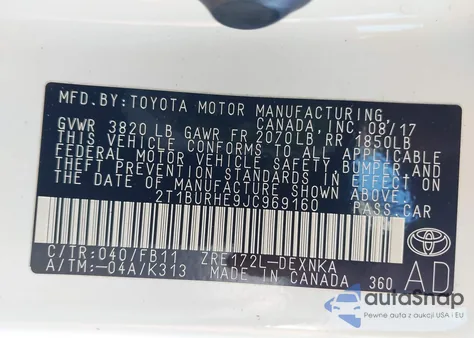 MFD.BY:TOYOTA MOTOR MANUFACTURING,
CANADA,INC. 08/17
GVWR 3820 LB GAWR FR 2020LB RR 1850LB
THIS VEHICLE CONFORMS TO ALL APPLICABLE
FEDERAL MOTOR VEHICLE SAFETY, BUMPER,AND
THEFT PREVENTION STANDARDS IN EFFECT ON
THE DATE OF MANUFACTURE SHOWN ABOVE.
2T1BURHE9JC969160 PASS.CAR
C/TR:040/FB11 ZRE172L-DEXNKA
A/TM:-04A/K313 MADE IN CANADA 360
AD
autoSnap
Pewne auta z aukcji USA i EU